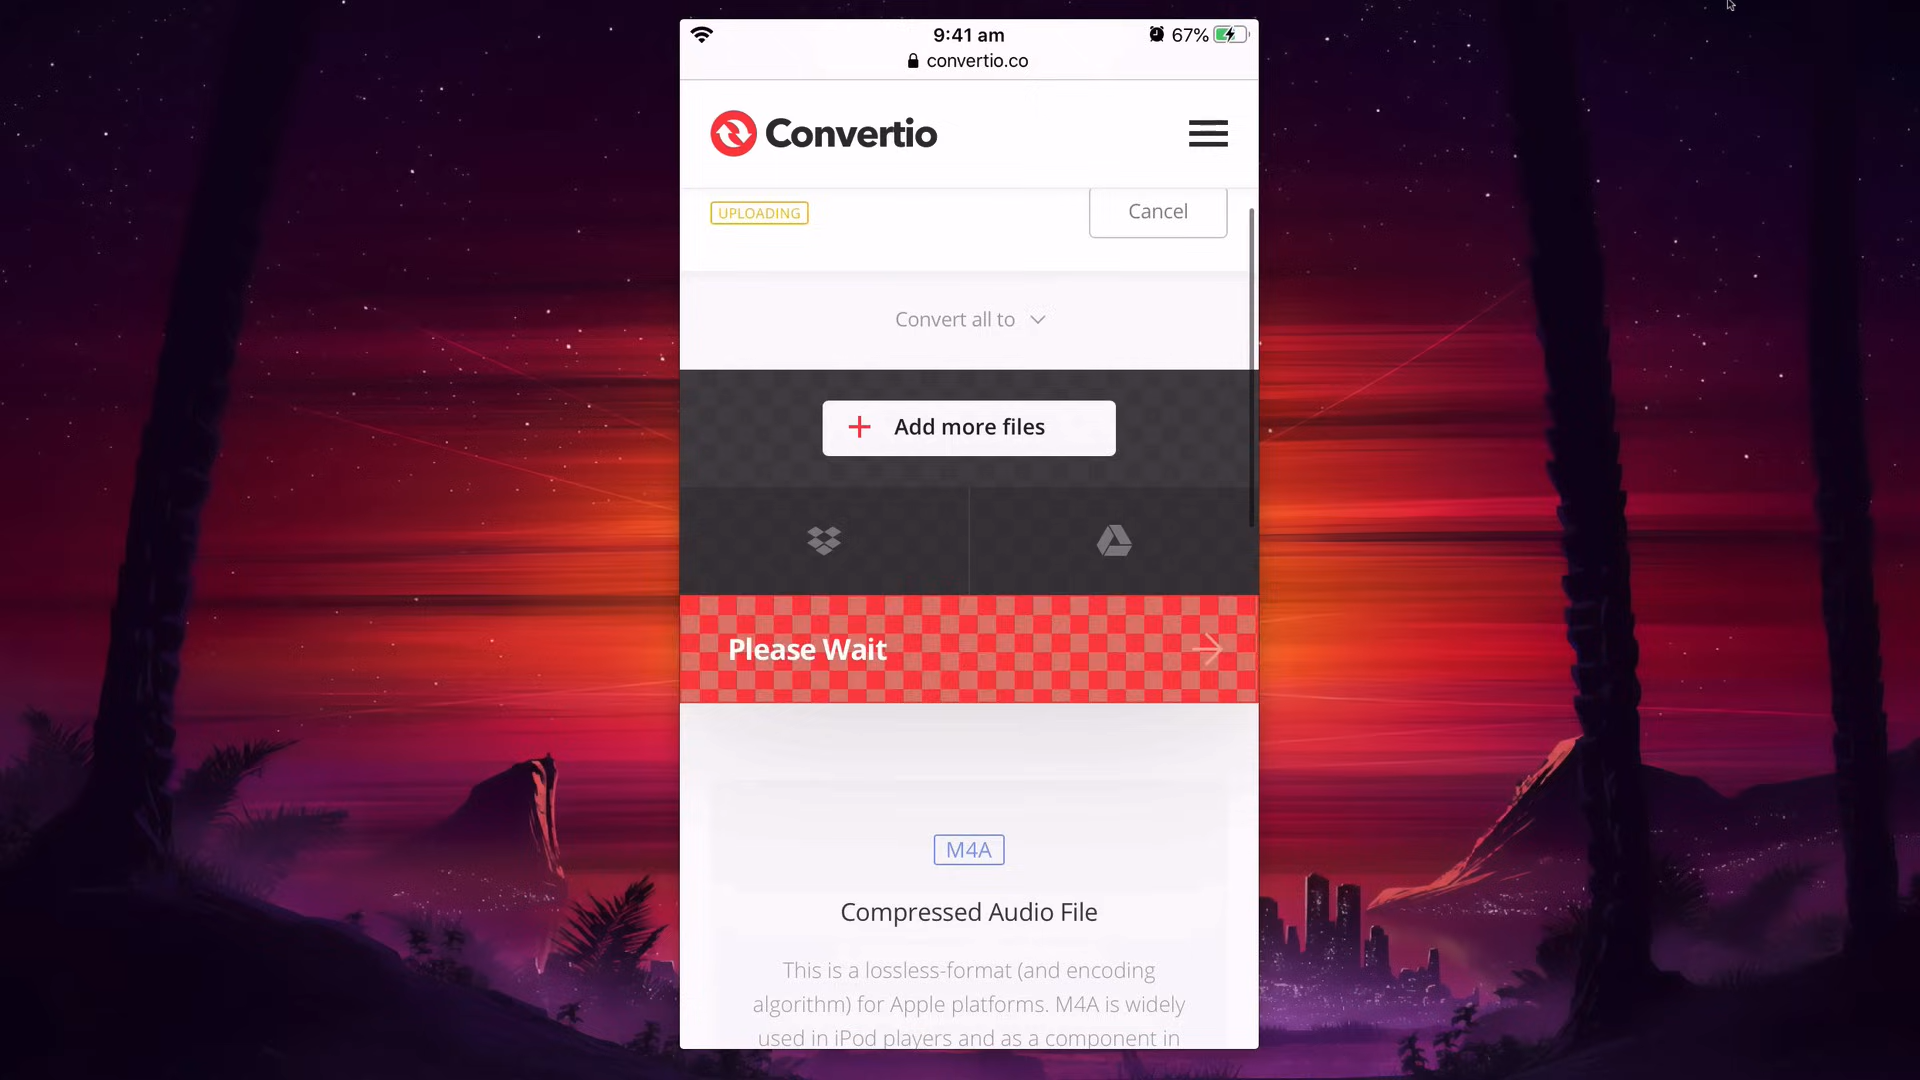 9:41 am
67%
convertio.co
Convertio
UPLOADING
Cancel
Convert all to
Add more files
Please Wait
M4A
Compressed Audio File
This is a lossless-format (and encoding
algorithm) for Apple platforms. M4A is widely
used in iPod players and as a component in